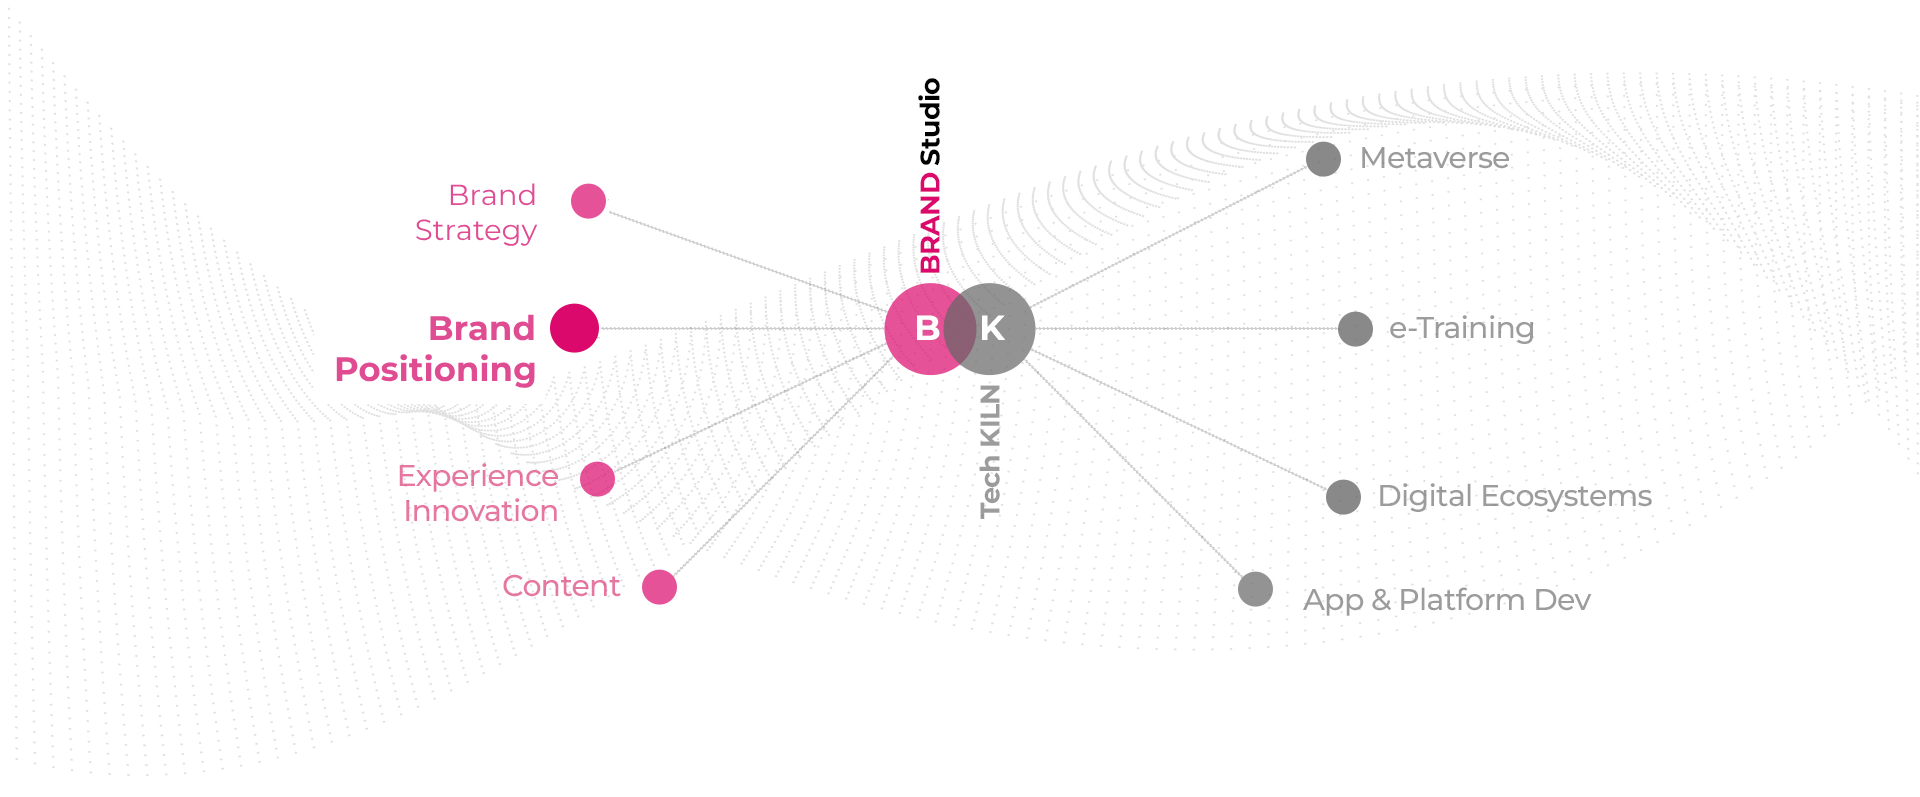 BRAND Studio
Brand
Strategy
Brand
Positioning
Experience
Innovation
Content
B
K
Tech KILN
Metaverse
e-Training
Digital Ecosystems
App & Platform Dev